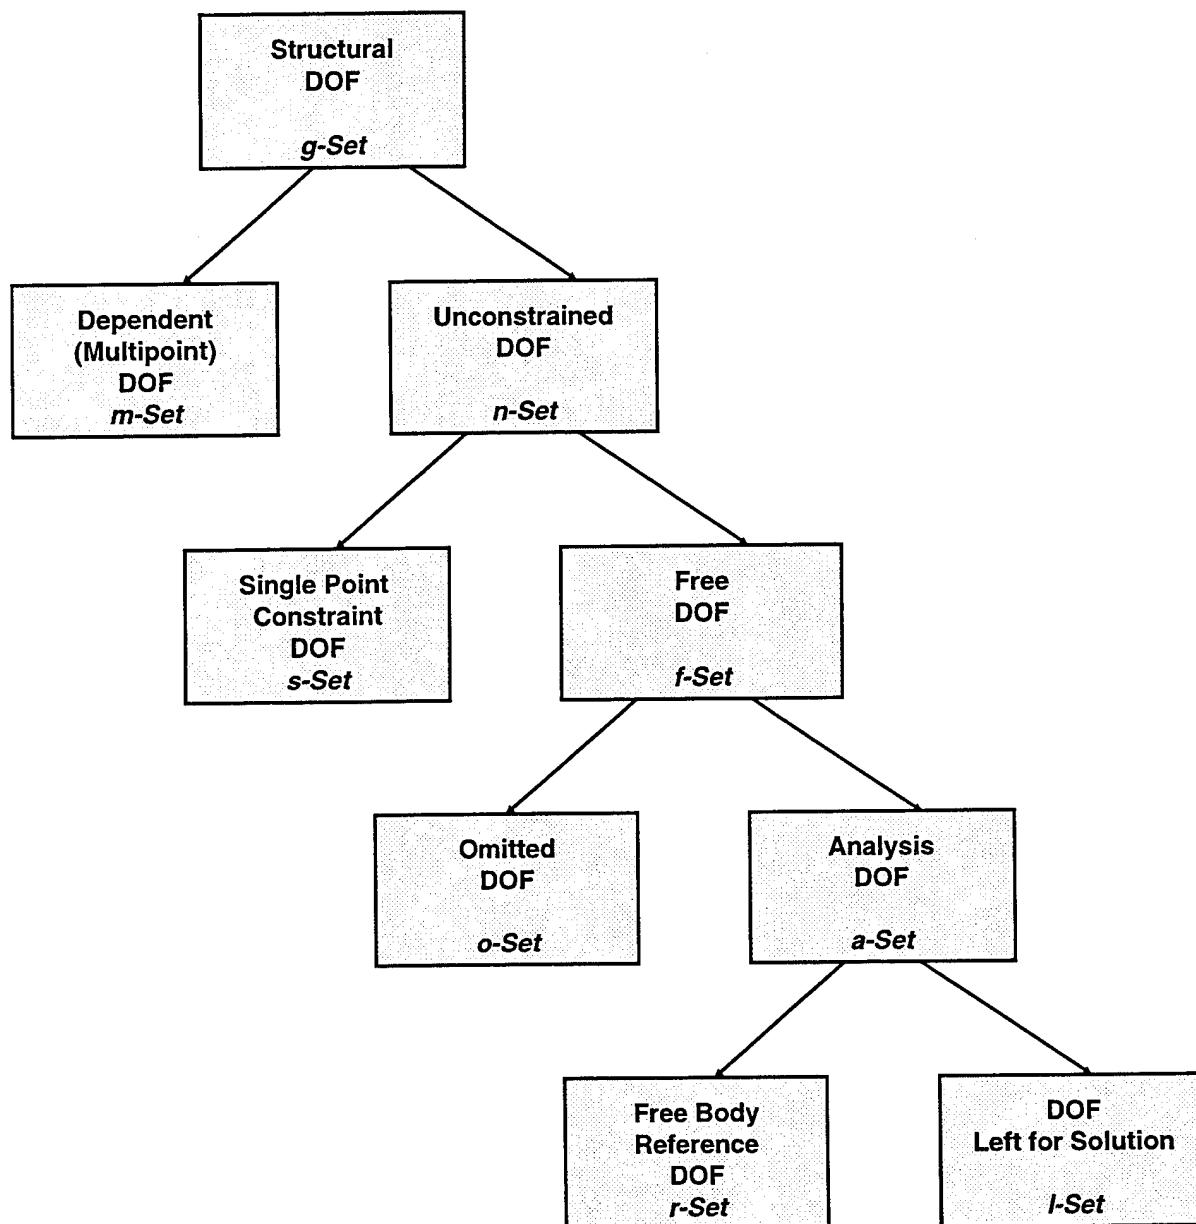 Structural
DOF
g-Set
Dependent
(Multipoint)
DOF
m-Set
Unconstrained
DOF
n-Set
Single Point
Constraint
DOF
s-Set
Free
DOF
f-Set
Omitted
DOF
o-Set
Analysis
DOF
a-Set
Free Body
Reference
DOF
r-Set
DOF
Left for Solution
l-Set